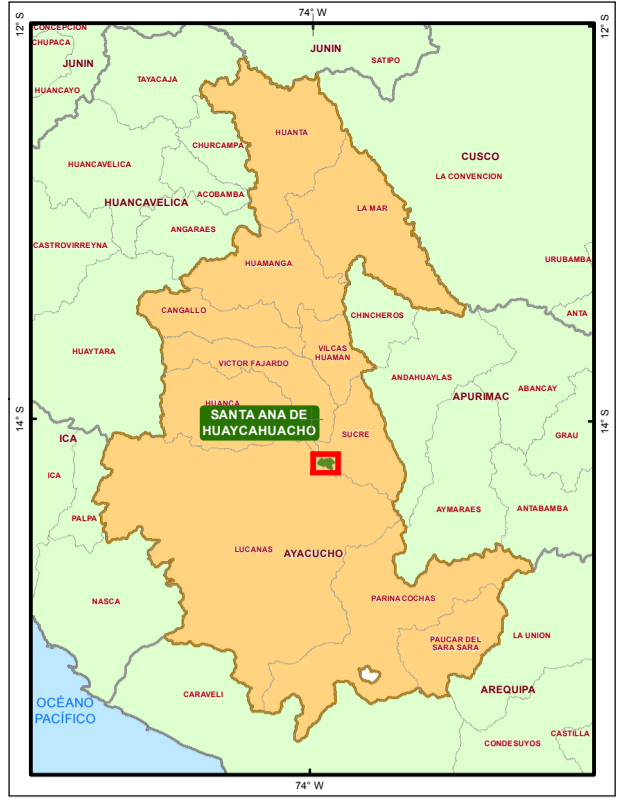 74° W
12° S
12° S
CONCEPCION
CHUPACA
JUNIN
HUANCAYO
TAYACAJA
JUNIN
SATIPO
HUANTA
CHURCAMPA
CUSCO
LA CONVENCION
HUANCAVELICA
ACOBAMBA
HUANCAVELICA
LA MAR
ANGARAES
CASTROVIRREYNA
URUBAMBA
HUAMANGA
CANGALLO
CHINCHEROS
ANTA
HUAYTARA
VILCAS
HUAMAN
VICTOR FAJARDO
ANDAHUAYLAS
ABANCAY
APURIMAC
HUANCA
14° S
14° S
SANTA ANA DE
HUAYCAHUACHO
SUCRE
GRAU
ICA
ICA
PALPA
AYMARAES
ANTABAMBA
LUCANAS
AYACUCHO
NASCA
PARINACOCHAS
PAUCAR DEL
SARA SARA
LA UNION
CARAVELI
AREQUIPA
OCÉANO
PACÍFICO
CONDESUYOS
CASTILLA
74° W